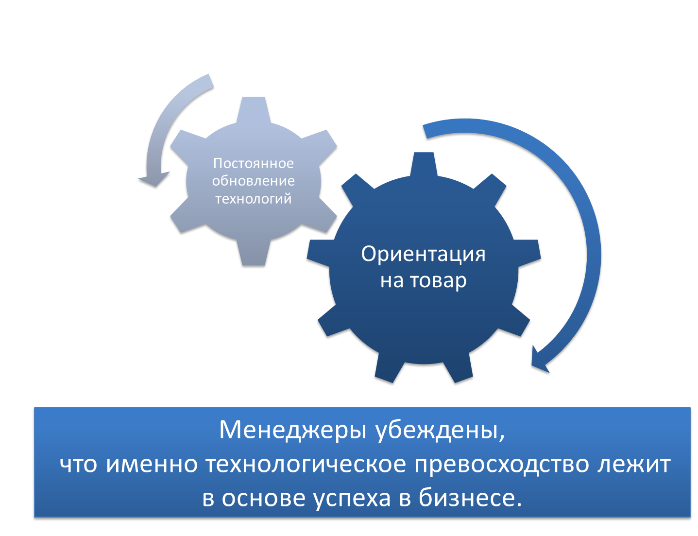 Постоянное
обновление
технологий
Ориентация
на товар
Менеджеры убеждены,
что именно технологическое превосходство лежит
в основе успеха в бизнесе.